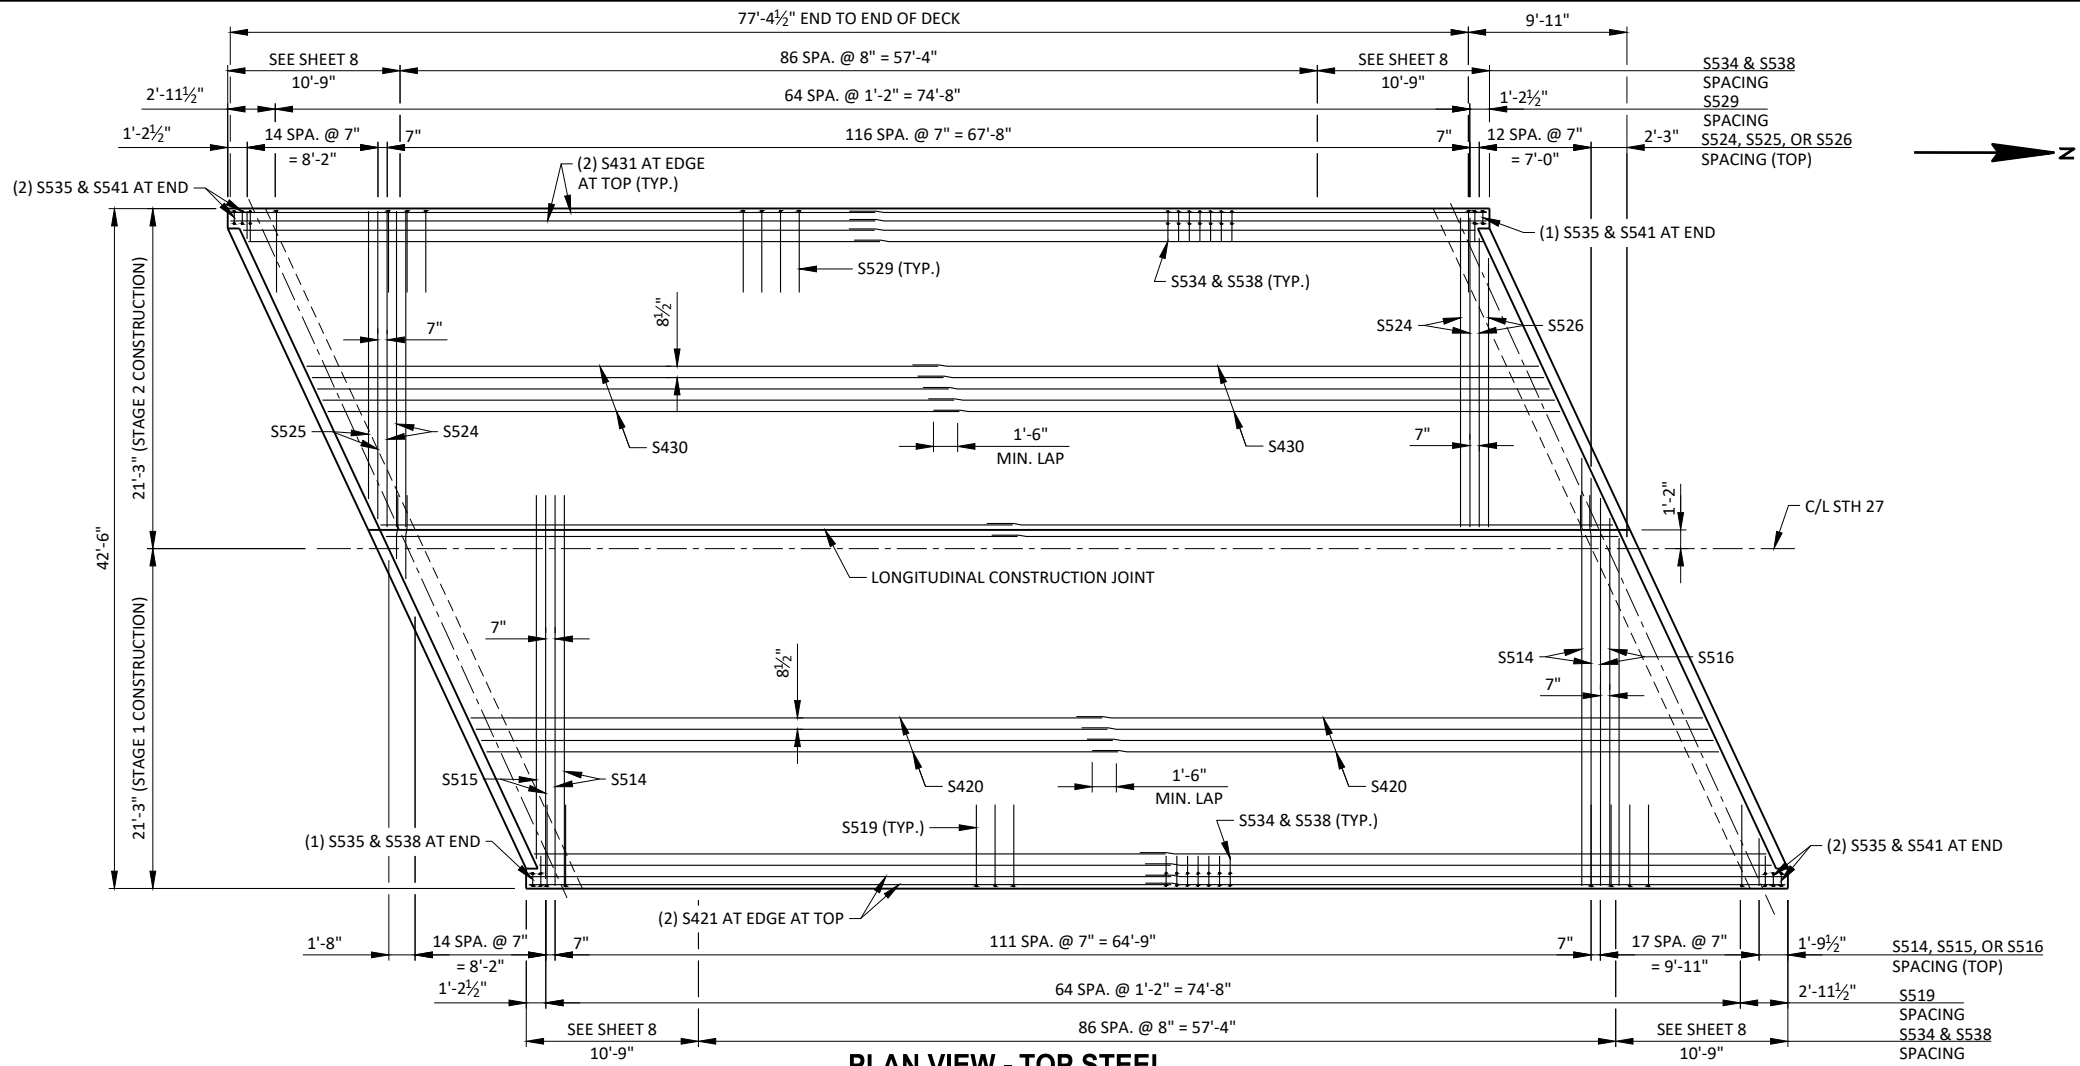 77'-4½" END TO END OF DECK
9'-11"
SEE SHEET 8
10'-9"
86 SPA. @ 8" = 57'-4"
SEE SHEET 8
10'-9"
S534 & S538
SPACING
2'-11½"
64 SPA. @ 1'-2" = 74'-8"
1'-2½"
S529
SPACING
1'-2½"
14 SPA. @ 7"
= 8'-2"
7"
116 SPA. @ 7" = 67'-8"
7"
12 SPA. @ 7"
= 7'-0"
2'-3"
S524, S525, OR S526
SPACING (TOP)
N
(2) S535 & S541 AT END
(2) S431 AT EDGE
AT TOP (TYP.)
(1) S535 & S541 AT END
S529 (TYP.)
S534 & S538 (TYP.)
8½"
7"
S524
S526
21'-3" (STAGE 2 CONSTRUCTION)
S525
S524
S430
1'-6"
MIN. LAP
S430
7"
1'-2"
C/L STH 27
42'-6"
LONGITUDINAL CONSTRUCTION JOINT
7"
8½"
S514
S516
7"
21'-3" (STAGE 1 CONSTRUCTION)
S515
S514
S420
1'-6"
MIN. LAP
S420
S519 (TYP.)
S534 & S538 (TYP.)
(1) S535 & S538 AT END
(2) S535 & S541 AT END
(2) S421 AT EDGE AT TOP
1'-8"
14 SPA. @ 7"
= 8'-2"
7"
111 SPA. @ 7" = 64'-9"
7"
17 SPA. @ 7"
= 9'-11"
1'-9½"
S514, S515, OR S516
SPACING (TOP)
1'-2½"
64 SPA. @ 1'-2" = 74'-8"
2'-11½"
S519
SPACING
SEE SHEET 8
10'-9"
86 SPA. @ 8" = 57'-4"
SEE SHEET 8
10'-9"
S534 & S538
SPACING
PLAN VIEW - TOP STEEL